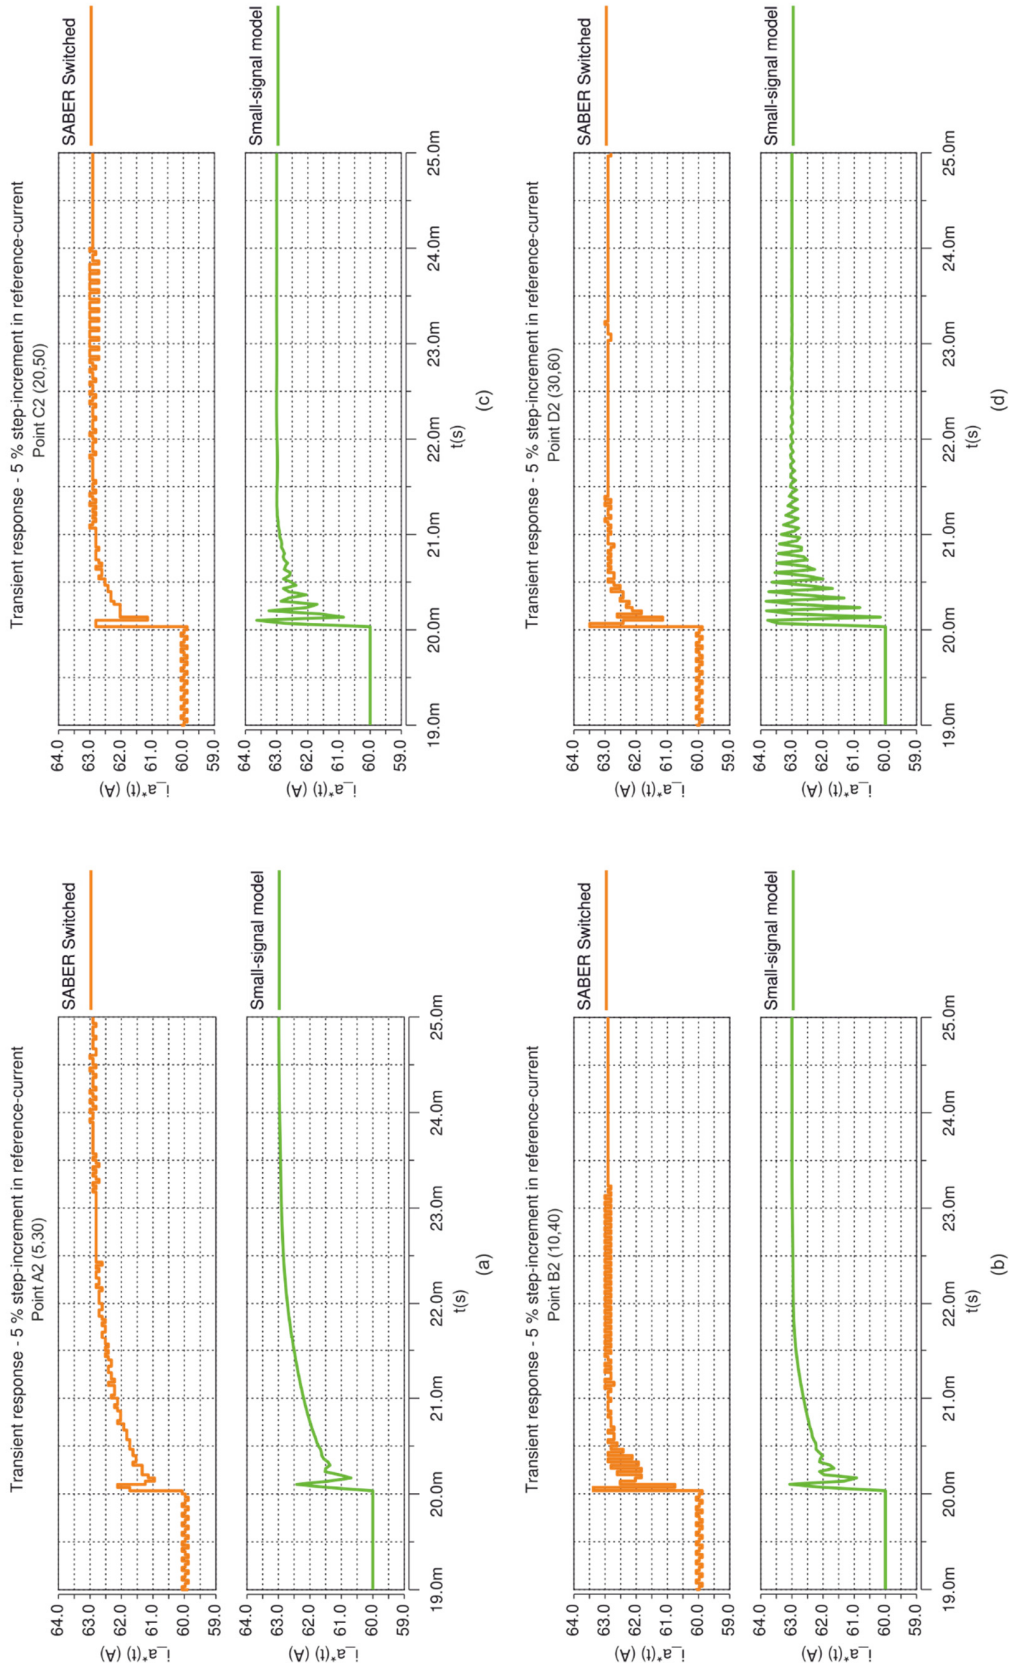 Transient response - 5 % step-increment in reference-current
Point A2 (5,30)
SABER Switched
64.0
63.0
62.0
61.0
60.0
59.0
i_a*(t) (A)
Small-signal model
64.0
63.0
62.0
61.0
60.0
59.0
i_a*(t) (A)
19.0m 20.0m 21.0m 22.0m 23.0m 24.0m 25.0m
t(s)
(a)
Transient response - 5 % step-increment in reference-current
Point C2 (20,50)
SABER Switched
64.0
63.0
62.0
61.0
60.0
59.0
i_a*(t) (A)
Small-signal model
64.0
63.0
62.0
61.0
60.0
59.0
i_a*(t) (A)
19.0m 20.0m 21.0m 22.0m 23.0m 24.0m 25.0m
t(s)
(c)
Transient response - 5 % step-increment in reference-current
Point B2 (10,40)
SABER Switched
64.0
63.0
62.0
61.0
60.0
59.0
i_a*(t) (A)
Small-signal model
64.0
63.0
62.0
61.0
60.0
59.0
i_a*(t) (A)
19.0m 20.0m 21.0m 22.0m 23.0m 24.0m 25.0m
t(s)
(b)
Transient response - 5 % step-increment in reference-current
Point D2 (30,60)
SABER Switched
64.0
63.0
62.0
61.0
60.0
59.0
i_a*(t) (A)
Small-signal model
64.0
63.0
62.0
61.0
60.0
59.0
i_a*(t) (A)
19.0m 20.0m 21.0m 22.0m 23.0m 24.0m 25.0m
t(s)
(d)